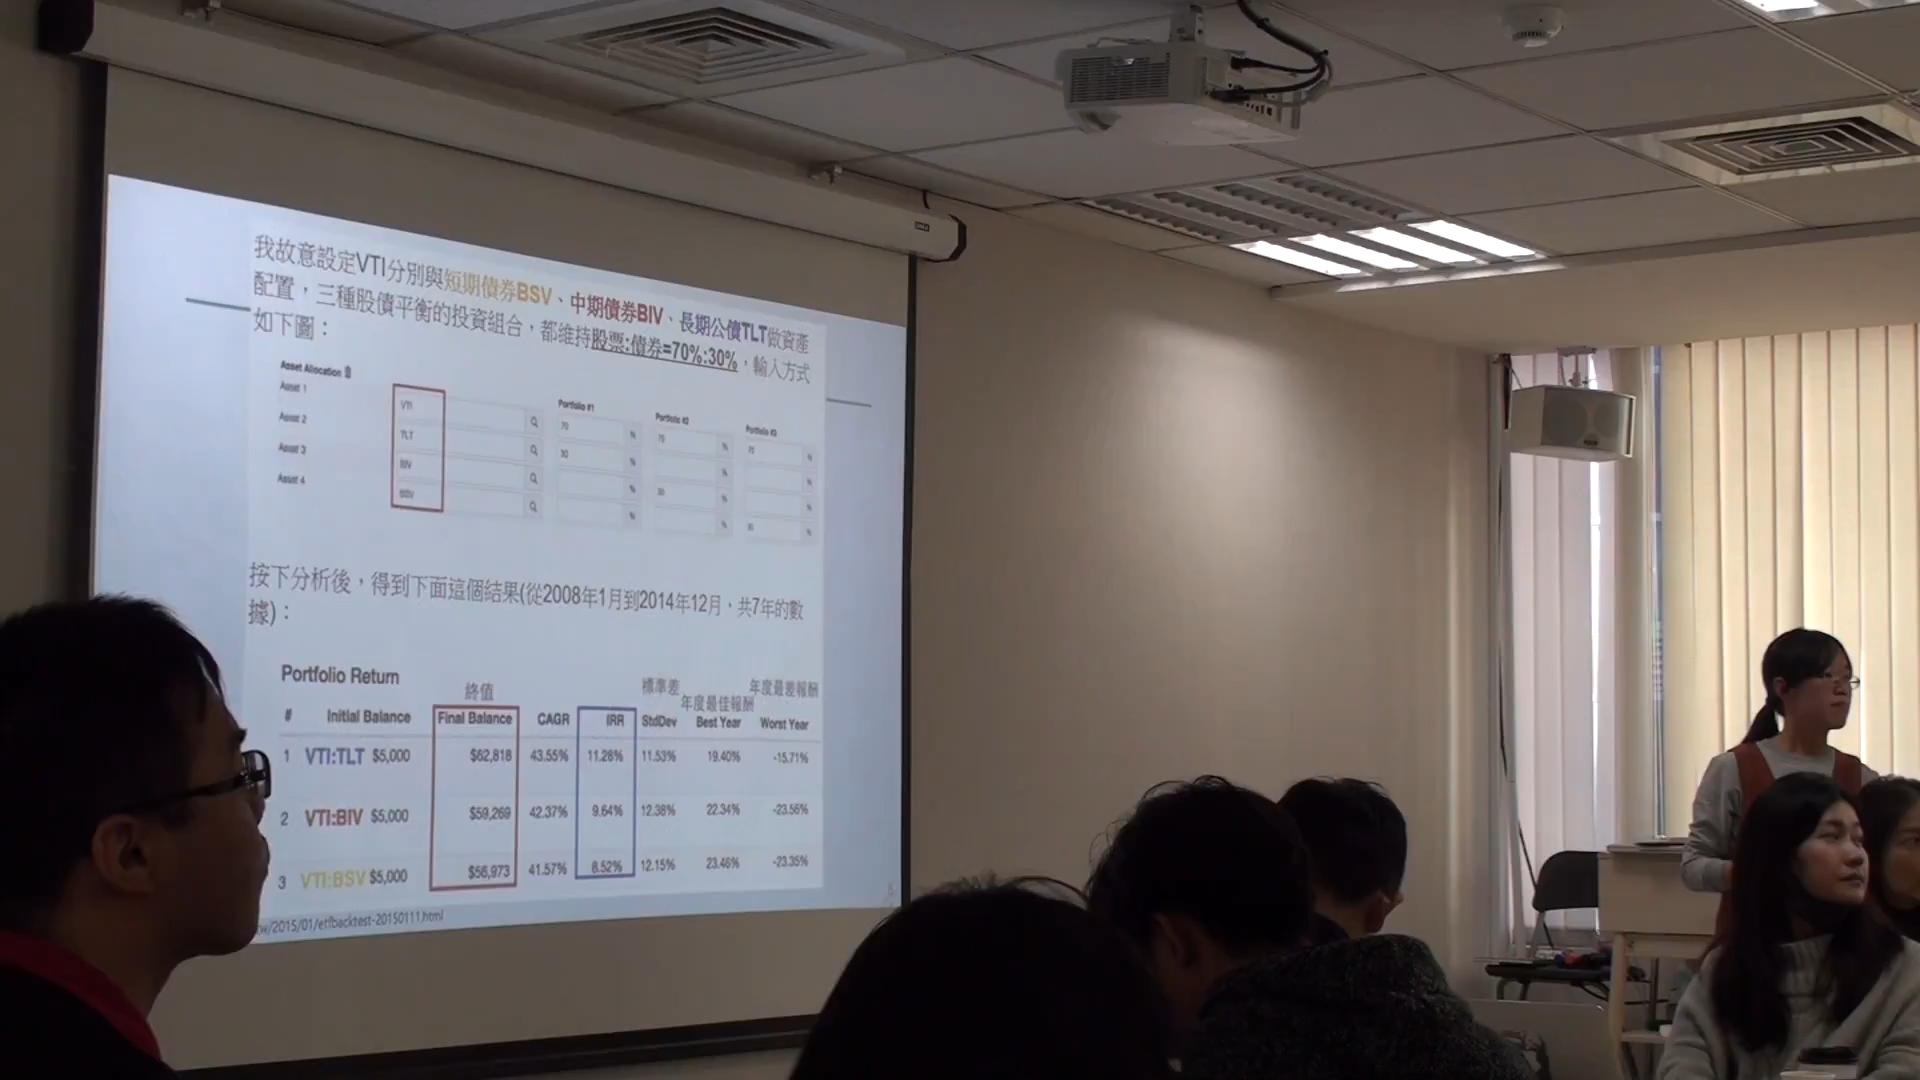 我故意設定VTI分別與短期債券BSV、中期債券BIV、長期公債TLT做資產
配置，三種股債平衡的投資組合，都維持股票:債券=70%:30%，輸入方式
如下圖：
Asset Allocation
Portfolio #1 Portfolio #2 Portfolio #3
Asset 1 VTI 70 % 70 % 70 %
Asset 2 TLT 30 % % %
Asset 3 BIV % 30 % %
Asset 4 BSV % % 30 %
按下分析後，得到下面這個結果(從2008年1月到2014年12月，共7年的數
據)：
Portfolio Return
終值 標準差 年度最佳報酬 年度最差報酬
# Initial Balance Final Balance CAGR IRR StdDev Best Year Worst Year
1 VTI:TLT $5,000 $62,818 43.55% 11.28% 11.53% 19.40% -15.71%
2 VTI:BIV $5,000 $59,269 42.37% 9.64% 12.38% 22.34% -23.56%
3 VTI:BSV $5,000 $56,973 41.57% 8.52% 12.15% 23.46% -23.35%
tw/2015/01/etfbacktest-20150111.html